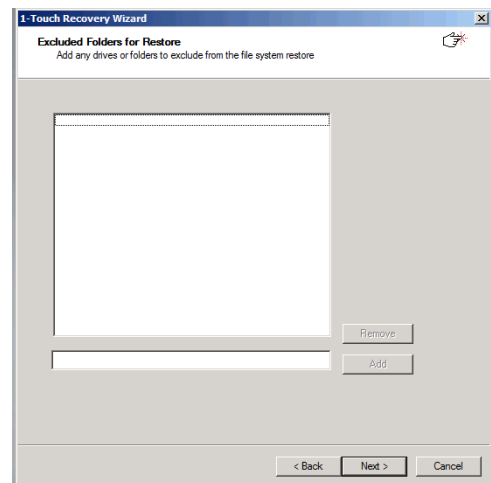 1-Touch Recovery Wizard
Excluded Folders for Restore
Add any drives or folders to exclude from the file system restore
Remove
Add
< Back
Next >
Cancel